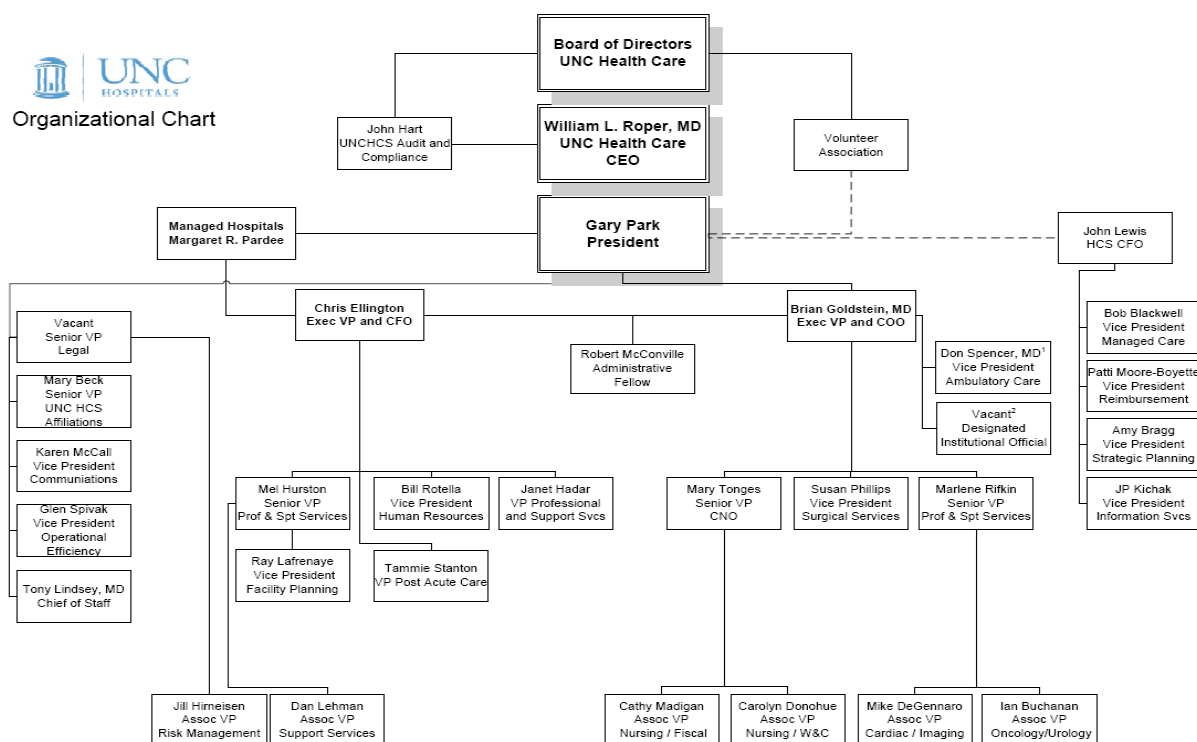 UNC
HOSPITALS
Organizational Chart
Board of Directors
UNC Health Care
John Hart
UNCHCS Audit and
Compliance
William L. Roper, MD
UNC Health Care
CEO
Volunteer
Association
Managed Hospitals
Margaret R. Pardee
Gary Park
President
John Lewis
HCS CFO
Chris Ellington
Exec VP and CFO
Brian Goldstein, MD
Exec VP and COO
Robert McConville
Administrative
Fellow
Vacant
Senior VP
Legal
Mary Beck
Senior VP
UNC HCS
Affiliations
Karen McCall
Vice President
Communiations
Glen Spivak
Vice President
Operational
Efficiency
Tony Lindsey, MD
Chief of Staff
Don Spencer, MD¹
Vice President
Ambulatory Care
Vacant²
Designated
Institutional Official
Bob Blackwell
Vice President
Managed Care
Patti Moore-Boyette
Vice President
Reimbursement
Amy Bragg
Vice President
Strategic Planning
JP Kichak
Vice President
Information Svcs
Mel Hurston
Senior VP
Prof & Spt Services
Bill Rotella
Vice President
Human Resources
Janet Hadar
VP Professional
and Support Svcs
Mary Tonges
Senior VP
CNO
Susan Phillips
Vice President
Surgical Services
Marlene Rifkin
Senior VP
Prof & Spt Services
Ray Lafrenaye
Vice President
Facility Planning
Tammie Stanton
VP Post Acute Care
Jill Himeisen
Assoc VP
Risk Management
Dan Lehman
Assoc VP
Support Services
Cathy Madigan
Assoc VP
Nursing / Fiscal
Carolyn Donohue
Assoc VP
Nursing / W&C
Mike DeGennaro
Assoc VP
Cardiac / Imaging
Ian Buchanan
Assoc VP
Oncology/Urology